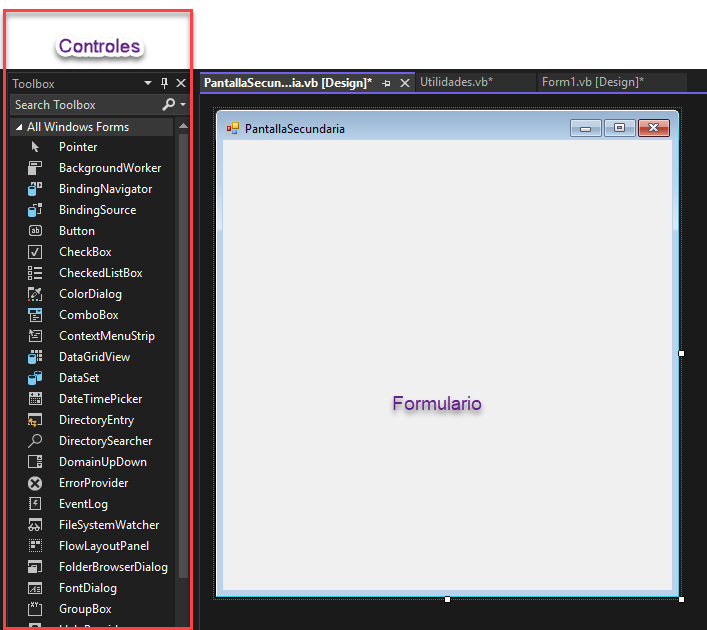 Controles
Toolbox
Search Toolbox
All Windows Forms
Pointer
BackgroundWorker
BindingNavigator
BindingSource
Button
CheckBox
CheckedListBox
ColorDialog
ComboBox
ContextMenuStrip
DataGridView
DataSet
DateTimePicker
DirectoryEntry
DirectorySearcher
DomainUpDown
ErrorProvider
EventLog
FileSystemWatcher
FlowLayoutPanel
FolderBrowserDialog
FontDialog
GroupBox
PantallaSecun...ia.vb [Design]* Utilidades.vb* Form1.vb [Design]*
PantallaSecundaria
Formulario